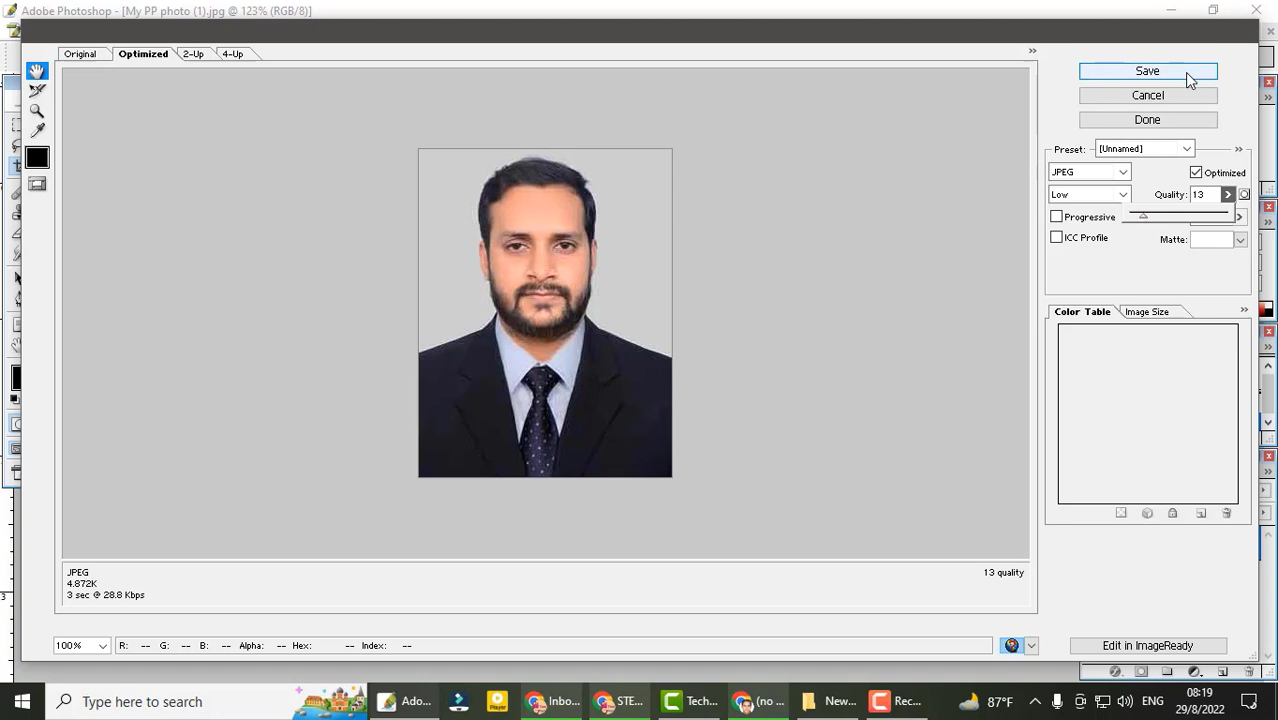 Adobe Photoshop - [My PP photo (1).jpg @ 123% (RGB/8)]
Original
Optimized
2-Up
4-Up
Save
Cancel
Done
Preset: [Unnamed]
JPEG
Optimized
Low
Quality: 13
Progressive
ICC Profile
Matte:
Color Table
Image Size
JPEG
4.872K
3 sec @ 28.8 Kbps
13 quality
100%
R: -- G: -- B: -- Alpha: -- Hex: -- Index: --
Edit in ImageReady
Type here to search
Ado...
Player
Inbo...
STE...
Tech...
(no ...
New...
Rec...
87°F
ENG
08:19
29/8/2022